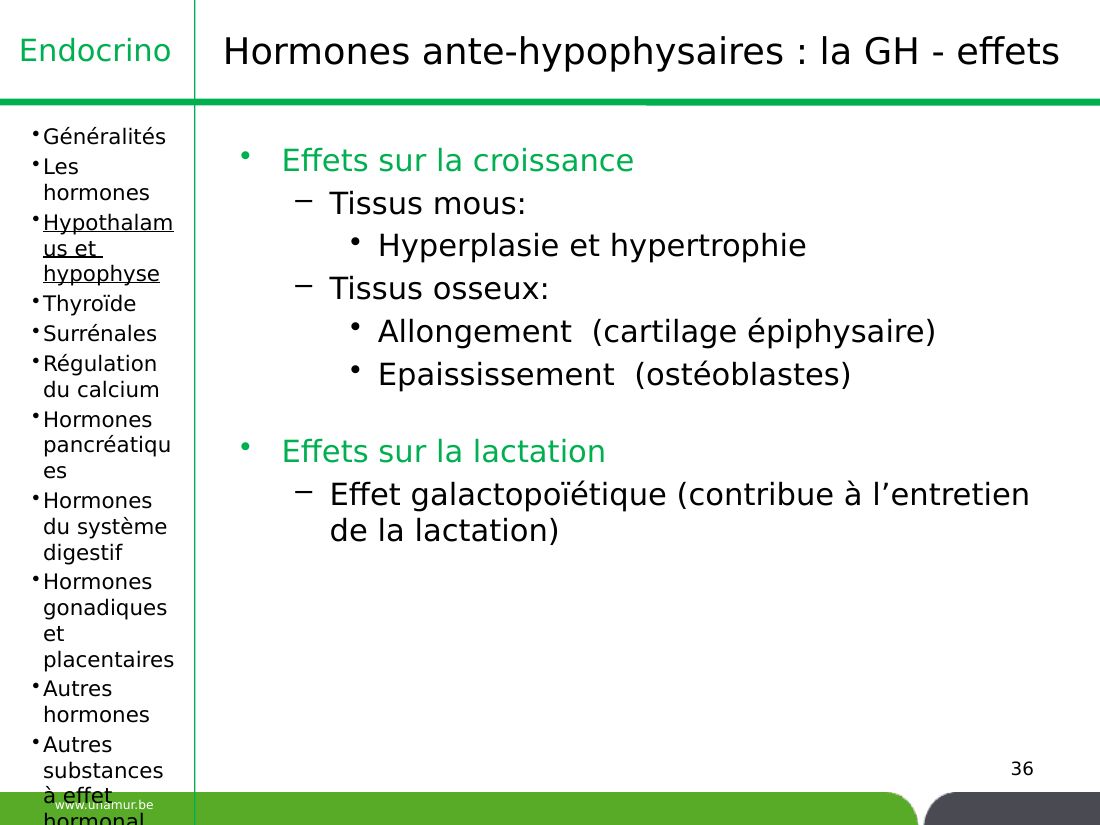 Endocrino
Hormones ante-hypophysaires : la GH - effets
•Généralités
•Les
hormones
•Hypothalam
us et
hypophyse
•Thyroïde
•Surrénales
•Régulation
du calcium
•Hormones
pancréatiqu
es
•Hormones
du système
digestif
•Hormones
gonadiques
et
placentaires
•Autres
hormones
•Autres
substances
à effet
hormonal
• Effets sur la croissance
– Tissus mous:
• Hyperplasie et hypertrophie
– Tissus osseux:
• Allongement  (cartilage épiphysaire)
• Epaississement  (ostéoblastes)
• Effets sur la lactation
– Effet galactopoïétique (contribue à l’entretien
de la lactation)
36
www.unamur.be